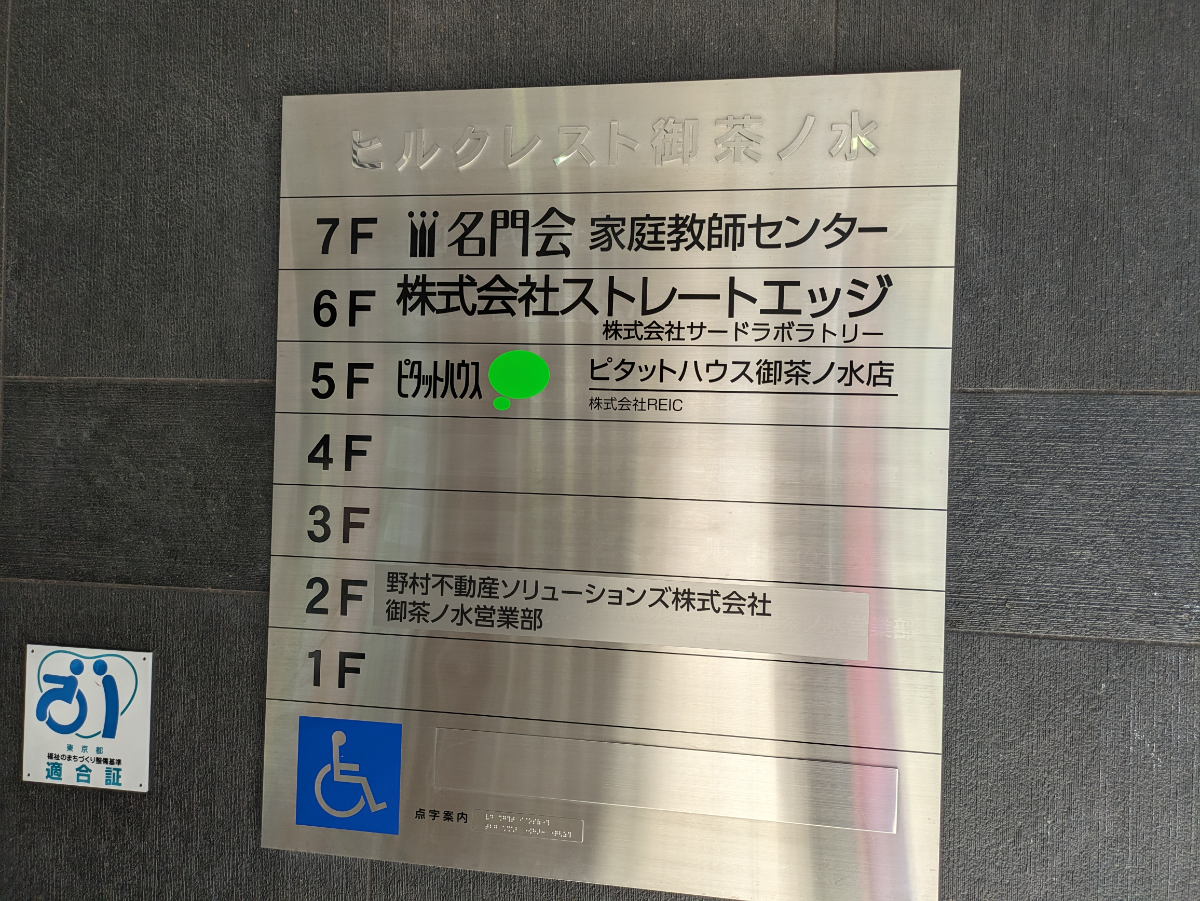 ヒルクレスト御茶ノ水
7F 名門会 家庭教師センター
6F 株式会社ストレートエッジ
株式会社サードラボラトリー
5F ピタットハウス ピタットハウス御茶ノ水店
株式会社REIC
4F
3F
2F 野村不動産ソリューションズ株式会社
御茶ノ水営業部
1F
点字案内
東京都
福祉のまちづくり整備基準
適合証